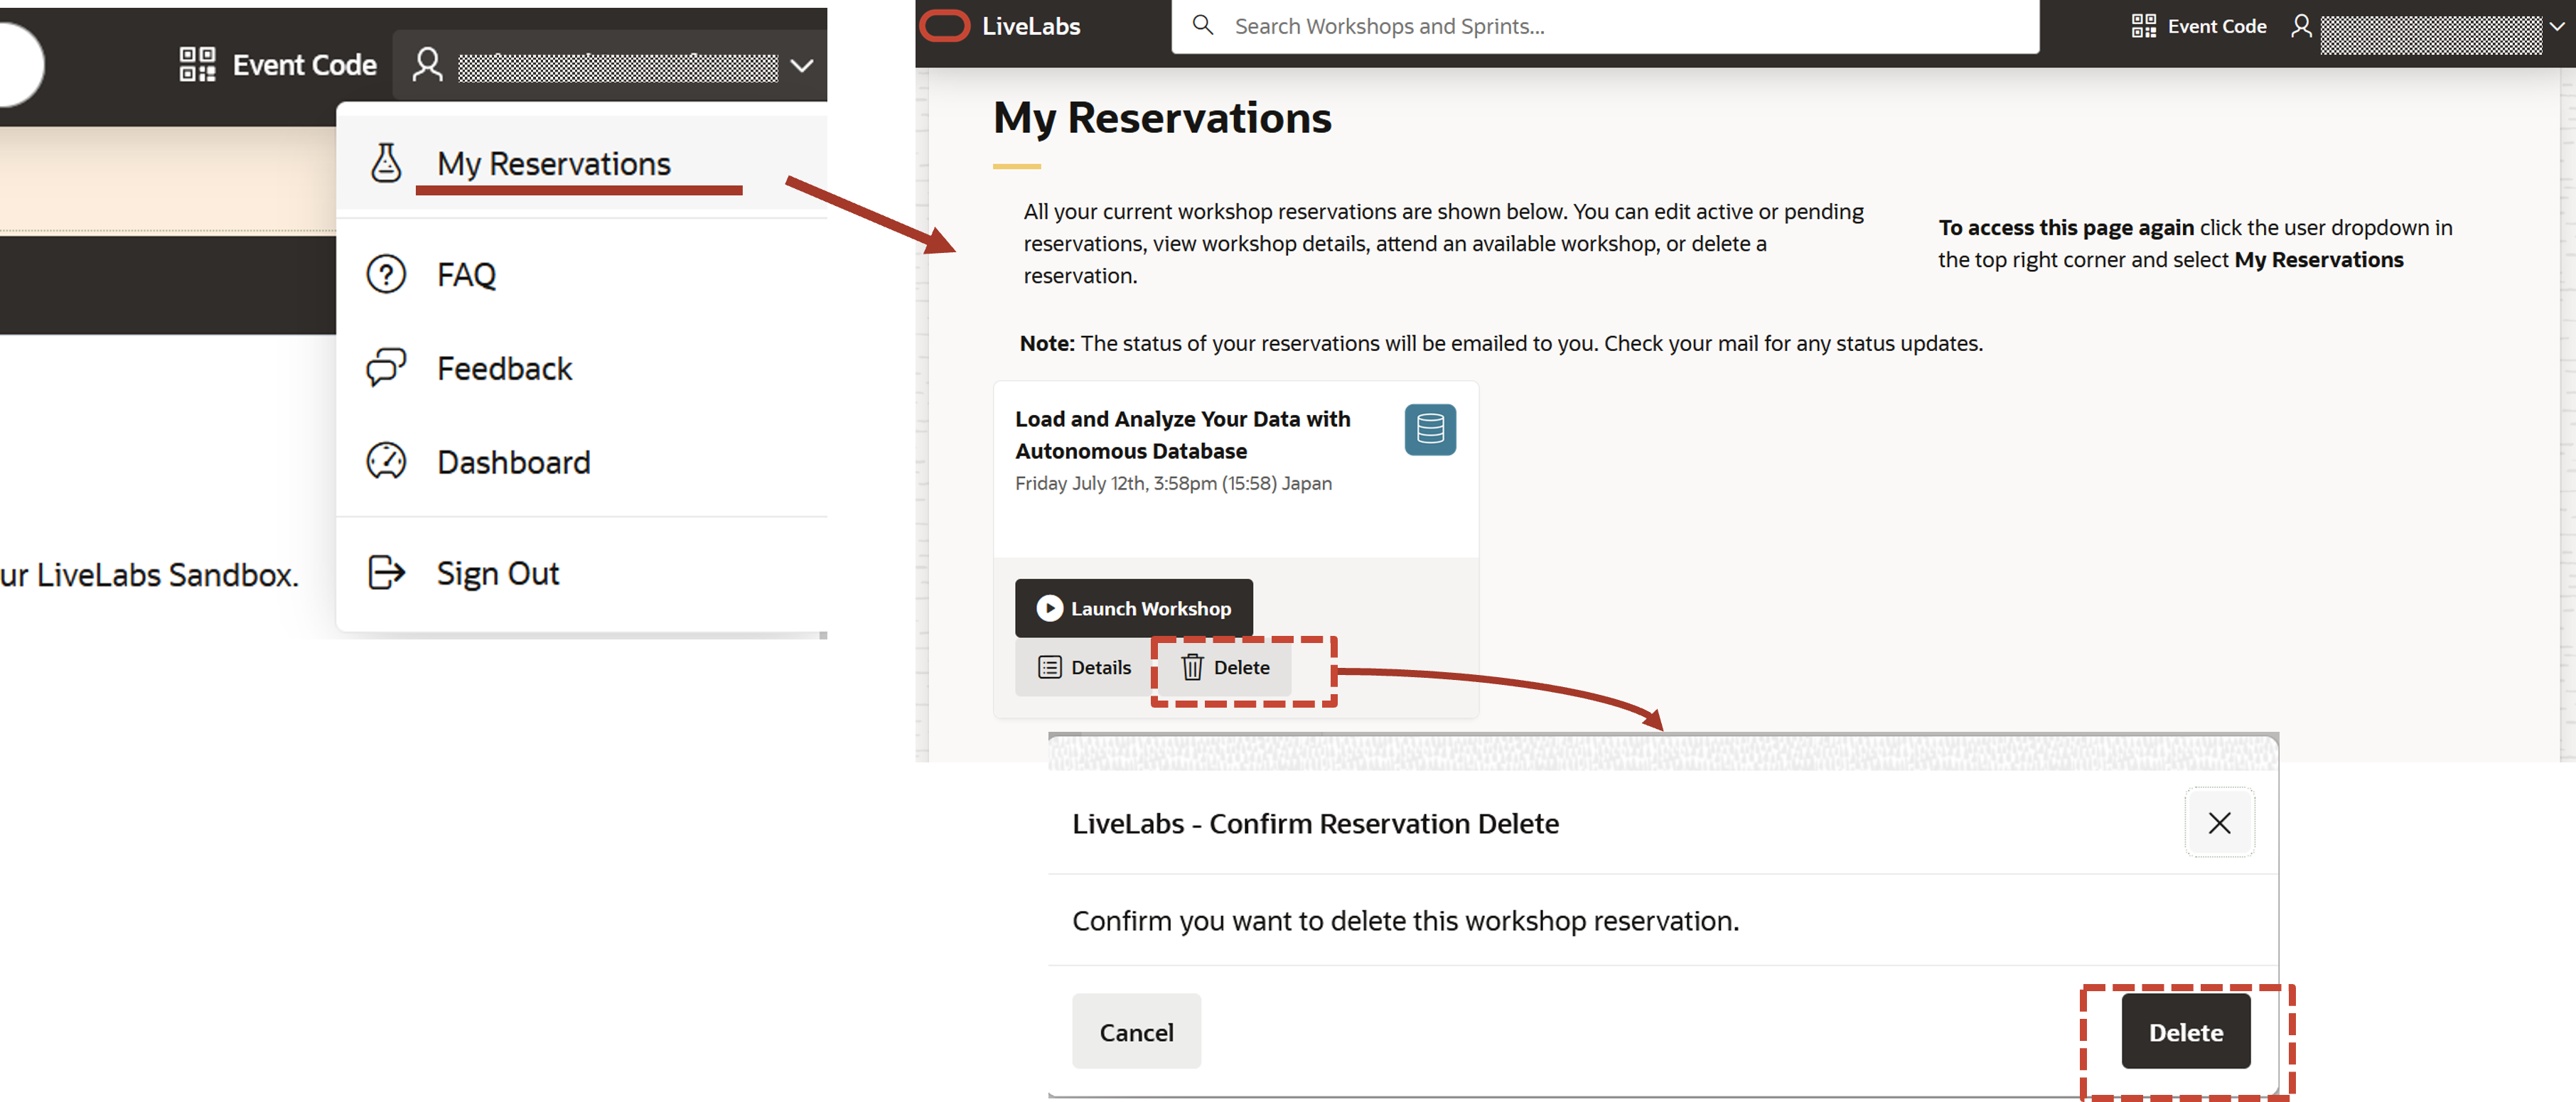 Event Code
My Reservations
FAQ
Feedback
Dashboard
Sign Out
ur LiveLabs Sandbox.
LiveLabs
Search Workshops and Sprints...
Event Code
My Reservations
All your current workshop reservations are shown below. You can edit active or pending
reservations, view workshop details, attend an available workshop, or delete a
reservation.
To access this page again click the user dropdown in
the top right corner and select My Reservations
Note: The status of your reservations will be emailed to you. Check your mail for any status updates.
Load and Analyze Your Data with
Autonomous Database
Friday July 12th, 3:58pm (15:58) Japan
Launch Workshop
Details
Delete
LiveLabs - Confirm Reservation Delete
Confirm you want to delete this workshop reservation.
Cancel
Delete